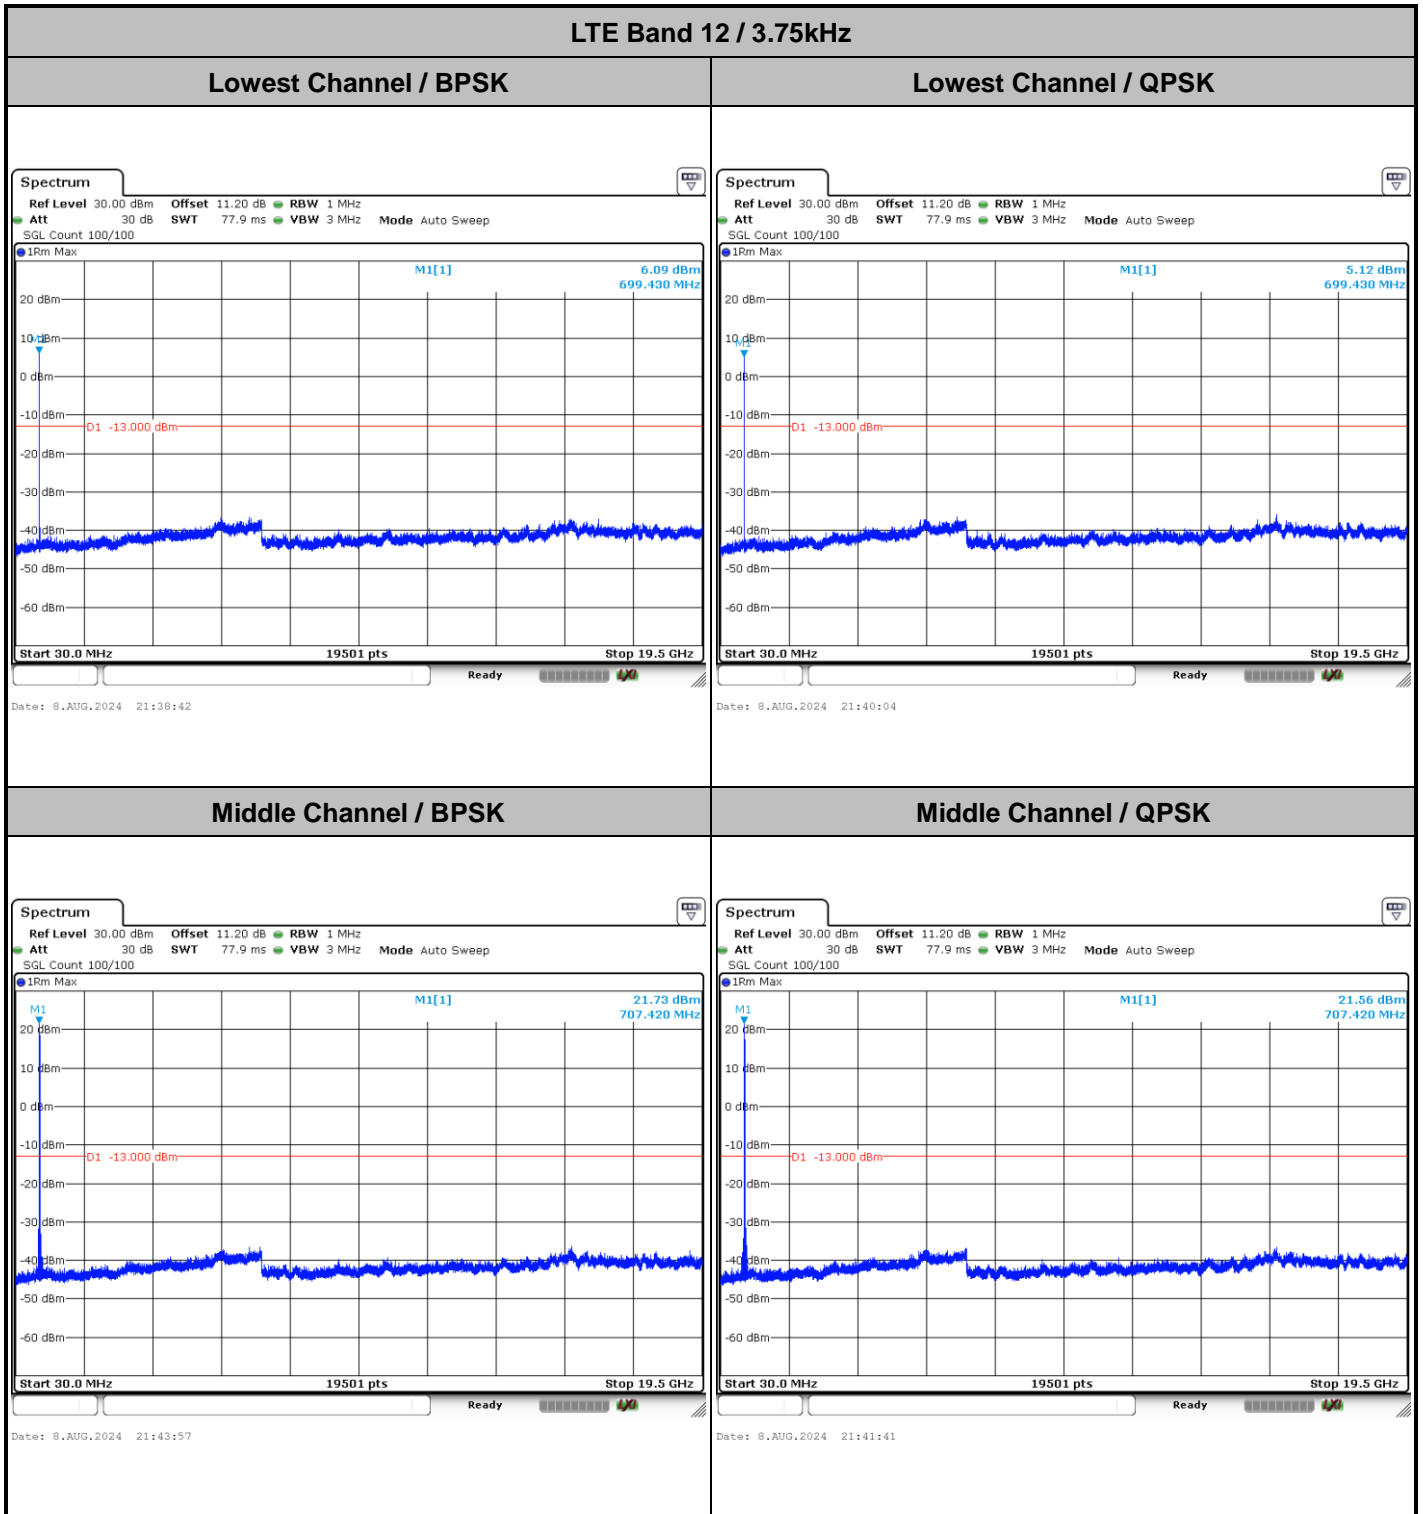 LTE Band 12 / 3.75kHz
Lowest Channel / BPSK
Lowest Channel / QPSK
Spectrum
Ref Level 30.00 dBm Offset 11.20 dB RBW 1 MHz
Att 30 dB SWT 77.9 ms VBW 3 MHz Mode Auto Sweep
SGL Count 100/100
1Rm Max
M1[1] 6.09 dBm
699.430 MHz
20 dBm
10 dBm
M1
0 dBm
-10 dBm
D1 -13.000 dBm
-20 dBm
-30 dBm
-40 dBm
-50 dBm
-60 dBm
Start 30.0 MHz 19501 pts Stop 19.5 GHz
Ready LXI
Date: 8.AUG.2024 21:38:42
Spectrum
Ref Level 30.00 dBm Offset 11.20 dB RBW 1 MHz
Att 30 dB SWT 77.9 ms VBW 3 MHz Mode Auto Sweep
SGL Count 100/100
1Rm Max
M1[1] 5.12 dBm
699.430 MHz
20 dBm
10 dBm
M1
0 dBm
-10 dBm
D1 -13.000 dBm
-20 dBm
-30 dBm
-40 dBm
-50 dBm
-60 dBm
Start 30.0 MHz 19501 pts Stop 19.5 GHz
Ready LXI
Date: 8.AUG.2024 21:40:04
Middle Channel / BPSK
Middle Channel / QPSK
Spectrum
Ref Level 30.00 dBm Offset 11.20 dB RBW 1 MHz
Att 30 dB SWT 77.9 ms VBW 3 MHz Mode Auto Sweep
SGL Count 100/100
1Rm Max
M1[1] 21.73 dBm
707.420 MHz
M1
20 dBm
10 dBm
0 dBm
-10 dBm
D1 -13.000 dBm
-20 dBm
-30 dBm
-40 dBm
-50 dBm
-60 dBm
Start 30.0 MHz 19501 pts Stop 19.5 GHz
Ready LXI
Date: 8.AUG.2024 21:43:57
Spectrum
Ref Level 30.00 dBm Offset 11.20 dB RBW 1 MHz
Att 30 dB SWT 77.9 ms VBW 3 MHz Mode Auto Sweep
SGL Count 100/100
1Rm Max
M1[1] 21.56 dBm
707.420 MHz
M1
20 dBm
10 dBm
0 dBm
-10 dBm
D1 -13.000 dBm
-20 dBm
-30 dBm
-40 dBm
-50 dBm
-60 dBm
Start 30.0 MHz 19501 pts Stop 19.5 GHz
Ready LXI
Date: 8.AUG.2024 21:41:41